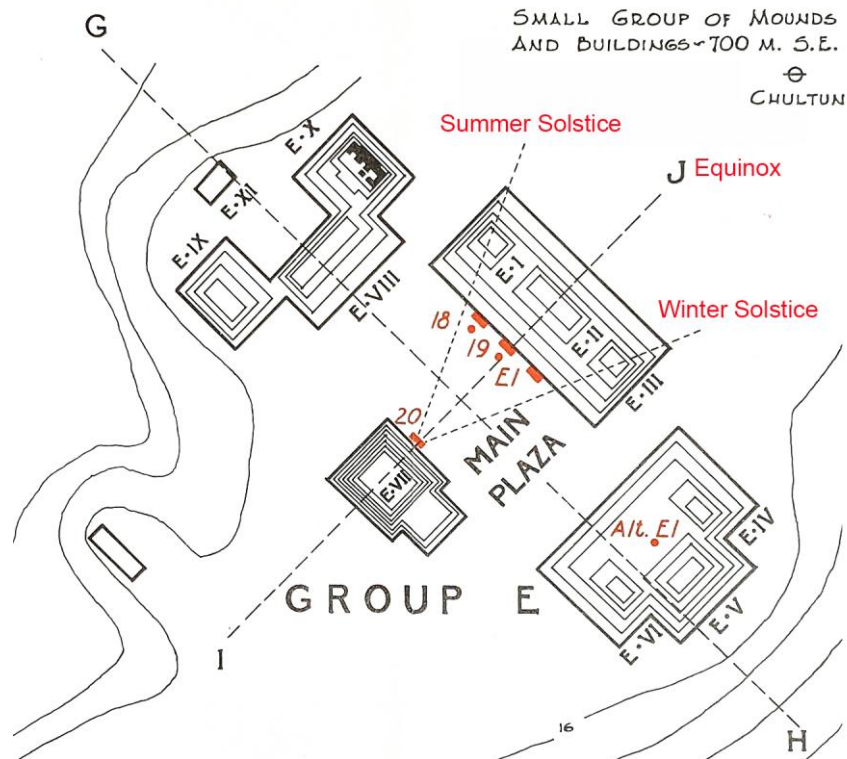 SMALL GROUP OF MOUNDS
AND BUILDINGS ~ 700 M. S.E.
CHULTUN
G
Summer Solstice
E·X
J Equinox
E·XI
E·IX
E·I
E·VIII
18
E·II
Winter Solstice
19
E1
E·III
20
MAIN
PLAZA
E·VII
Alt. E1
E·IV
GROUP E
E·V
E·VI
I
16
H